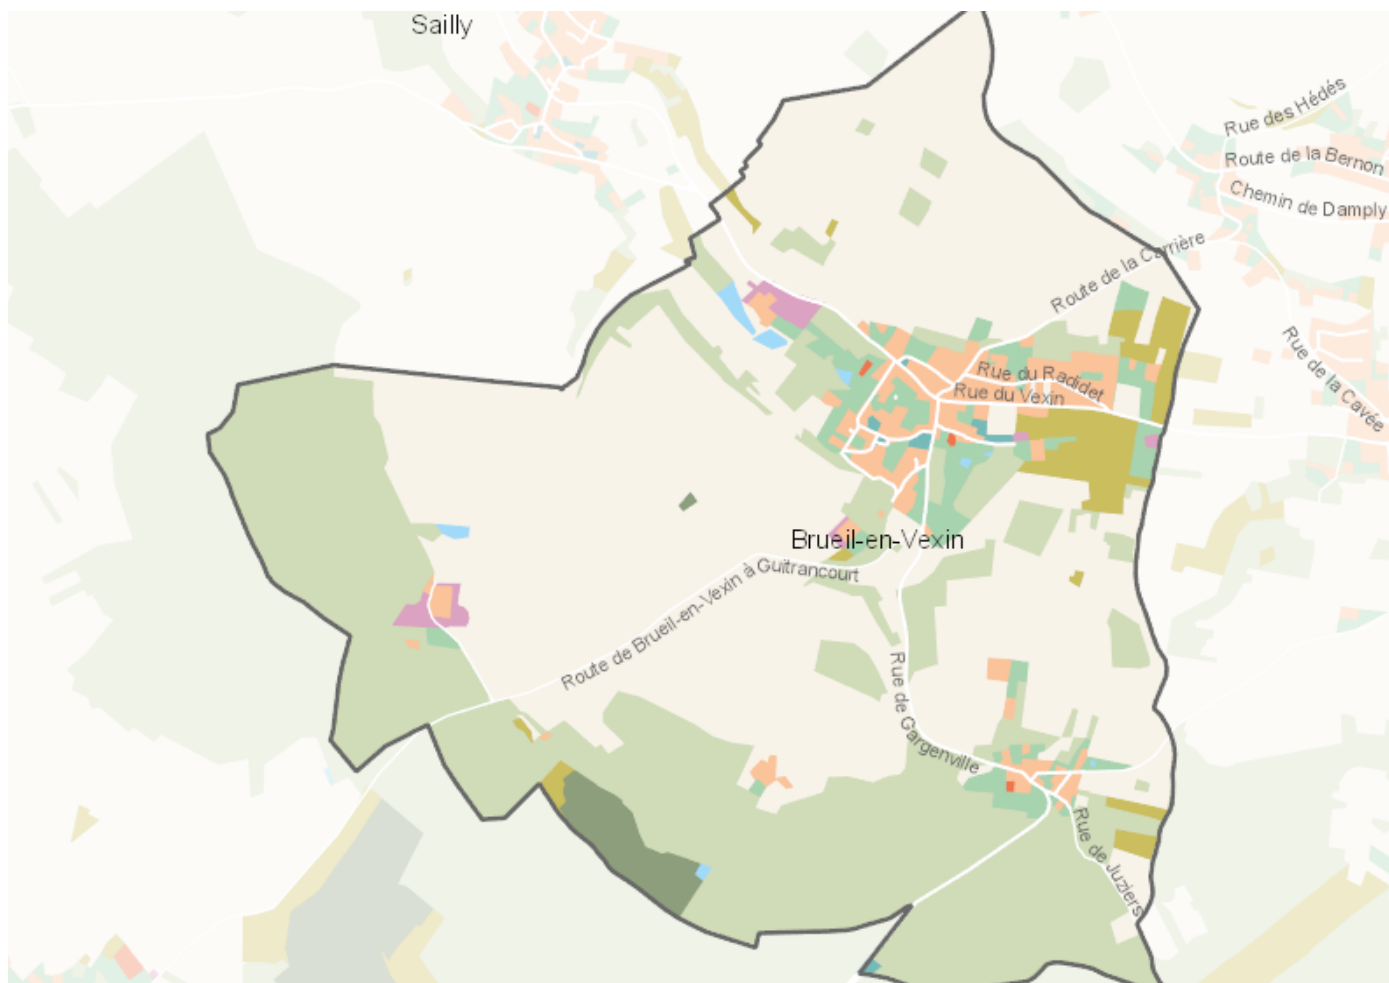 Sailly
Rue des Hédés
Route de la Bernon
Chemin de Damply
Route de la Carrière
Rue de la Cavée
Rue du Radidet
Rue du Vexin
Brueil-en-Vexin
Route de Brueil-en-Vexin à Guitrancourt
Rue de Gargenville
Rue de Juziers